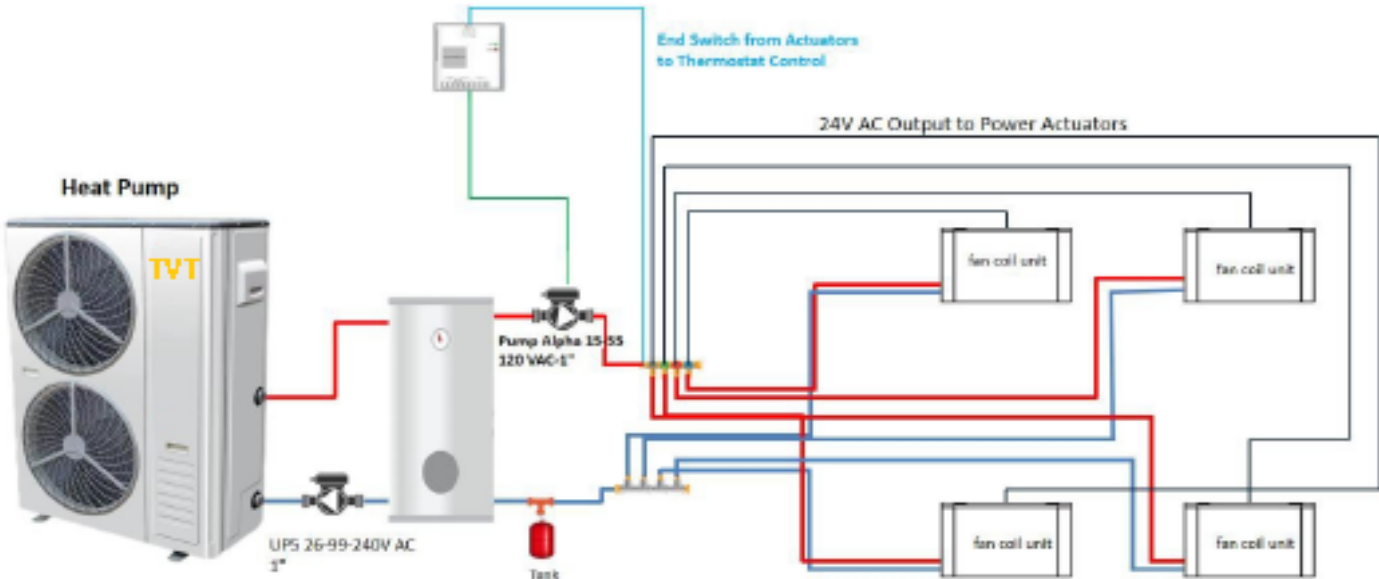 End Switch from Actuators
to Thermostat Control
24V AC Output to Power Actuators
Heat Pump
TVT
fan coil unit
fan coil unit
Pump Alpha 15-55
120 VAC-1"
UPS 26-99-240V AC
1"
Tank
fan coil unit
fan coil unit